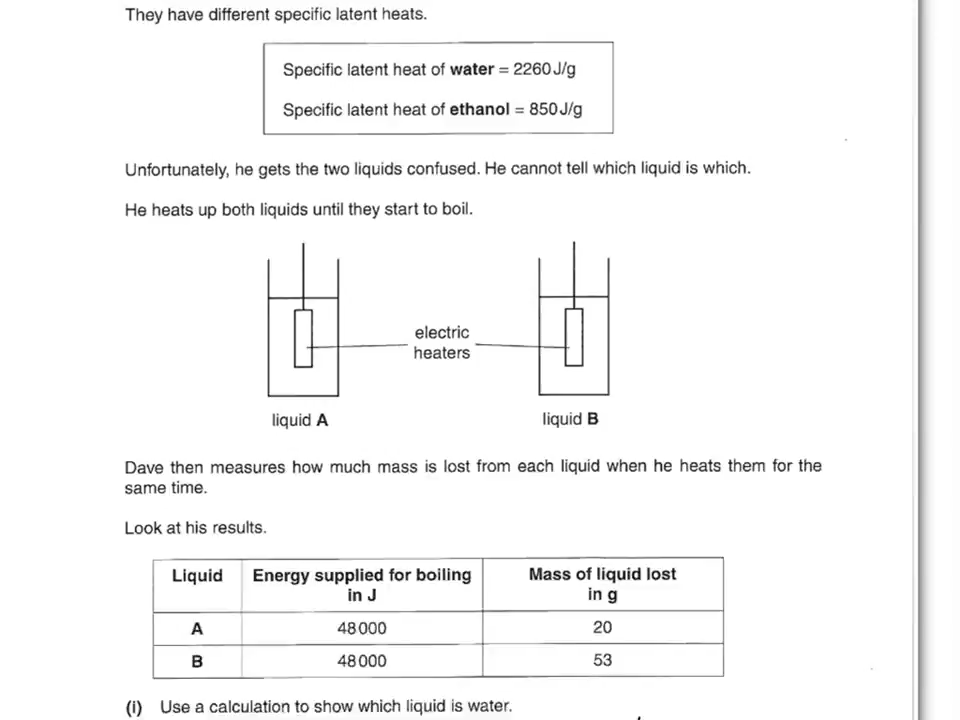 They have different specific latent heats.
Specific latent heat of water = 2260 J/g
Specific latent heat of ethanol = 850 J/g
Unfortunately, he gets the two liquids confused. He cannot tell which liquid is which.
He heats up both liquids until they start to boil.
electric
heaters
liquid A
liquid B
Dave then measures how much mass is lost from each liquid when he heats them for the
same time.
Look at his results.
Liquid Energy supplied for boiling Mass of liquid lost
in J in g
A 48000 20
B 48000 53
(i) Use a calculation to show which liquid is water.